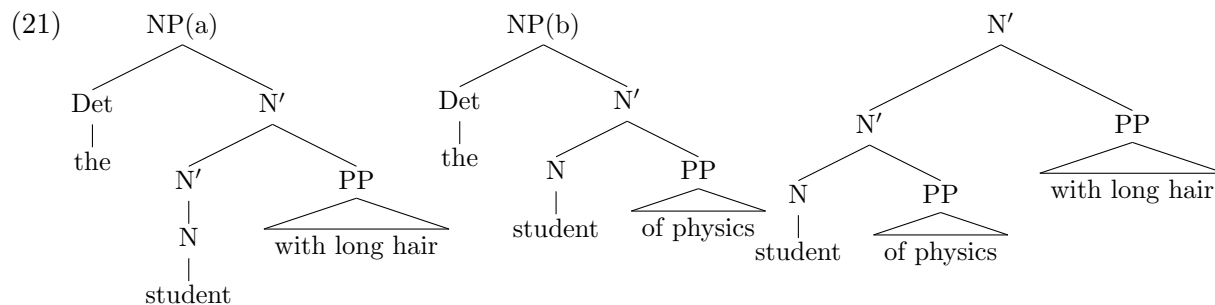 (21) NP(a) NP(b) N′
Det N′ Det N′ N′ PP
the N′ PP the N PP N PP with long hair
N with long hair student of physics student of physics
student